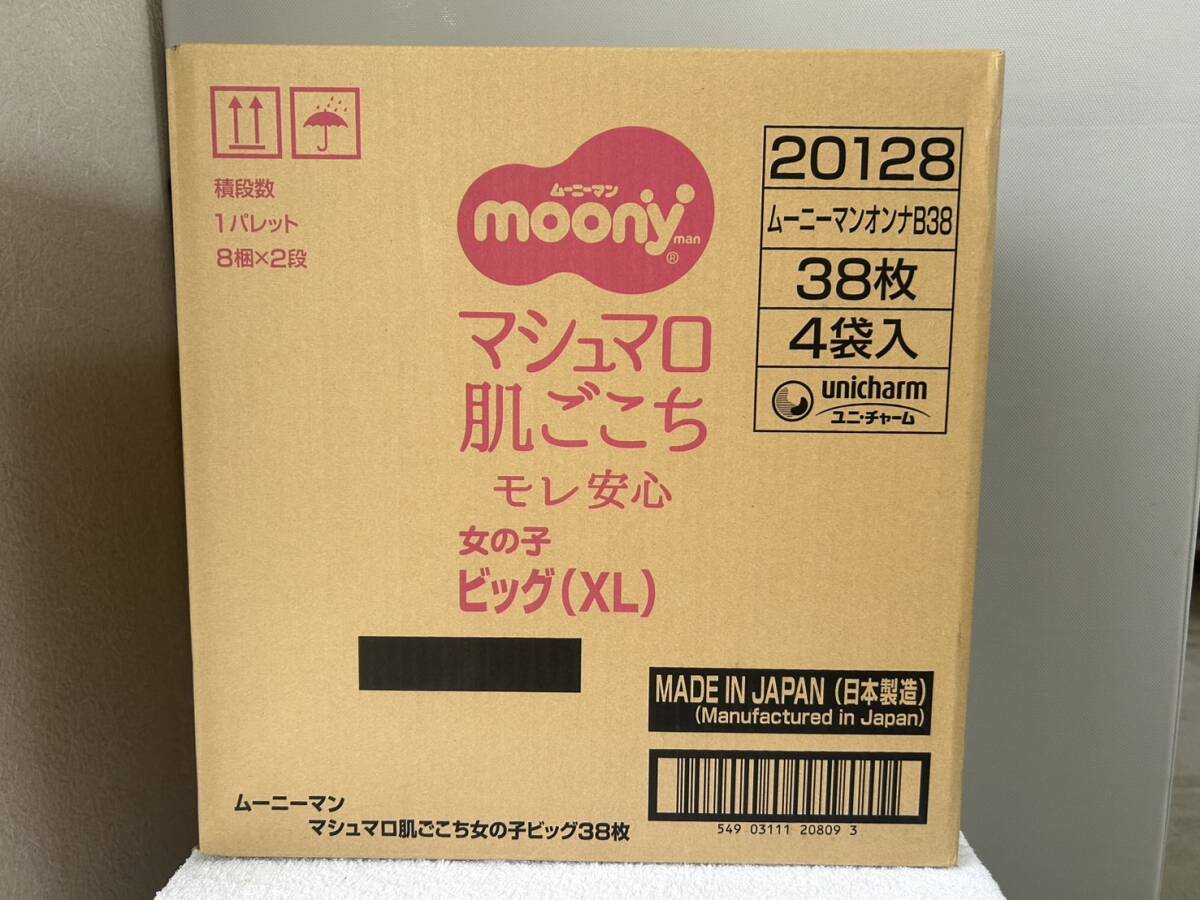 積段数
1パレット
8梱×2段
ムーニーマン
moony
man
®
マシュマロ
肌ごこち
モレ安心
女の子
ビッグ(XL)
20128
ムーニーマンオンナB38
38枚
4袋入
unicharm
ユニ・チャーム
MADE IN JAPAN (日本製造)
(Manufactured in Japan)
549 03111 20809 3
ムーニーマン
マシュマロ肌ごこち女の子ビッグ38枚